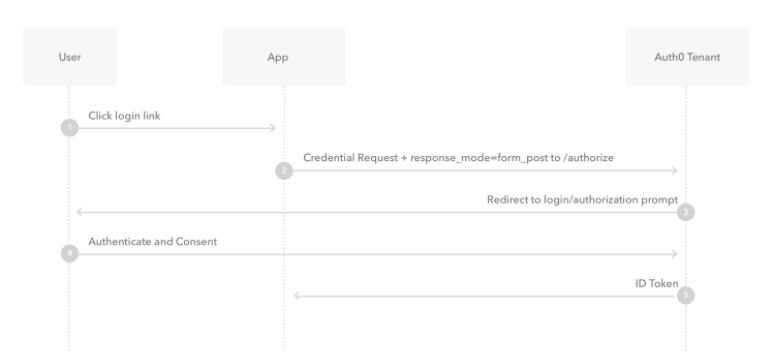 User
App
Auth0 Tenant
Click login link
1
Credential Request + response_mode=form_post to /authorize
2
Redirect to login/authorization prompt
3
Authenticate and Consent
4
ID Token
5